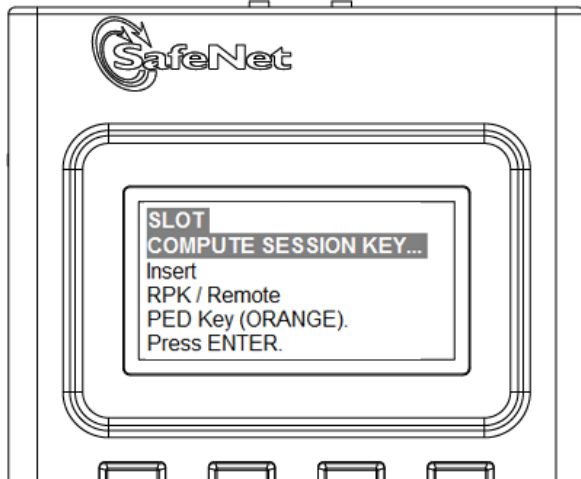 SafeNet
SLOT
COMPUTE SESSION KEY...
Insert
RPK / Remote
PED Key (ORANGE).
Press ENTER.